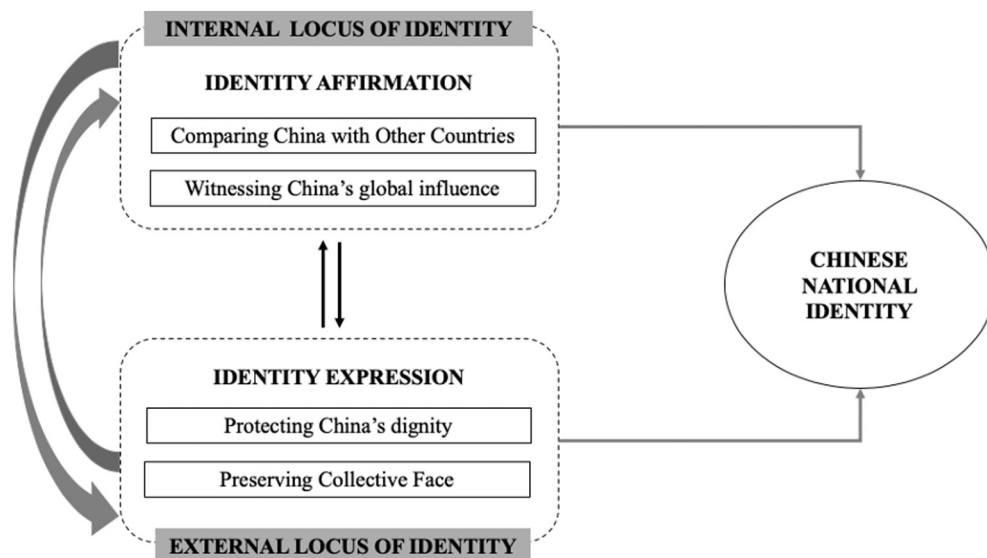 INTERNAL LOCUS OF IDENTITY
IDENTITY AFFIRMATION
Comparing China with Other Countries
Witnessing China's global influence
CHINESE
NATIONAL
IDENTITY
IDENTITY EXPRESSION
Protecting China's dignity
Preserving Collective Face
EXTERNAL LOCUS OF IDENTITY